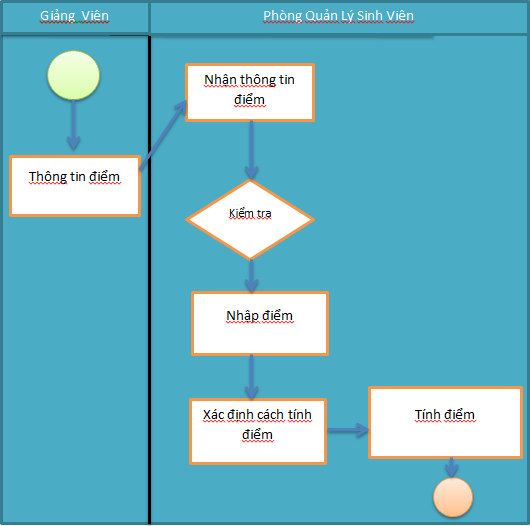 Giảng Viên
Phòng Quản Lý Sinh Viên
Nhận thông tin
điểm
Thông tin điểm
Kiểm tra
Nhập điểm
Xác định cách tính
điểm
Tính điểm